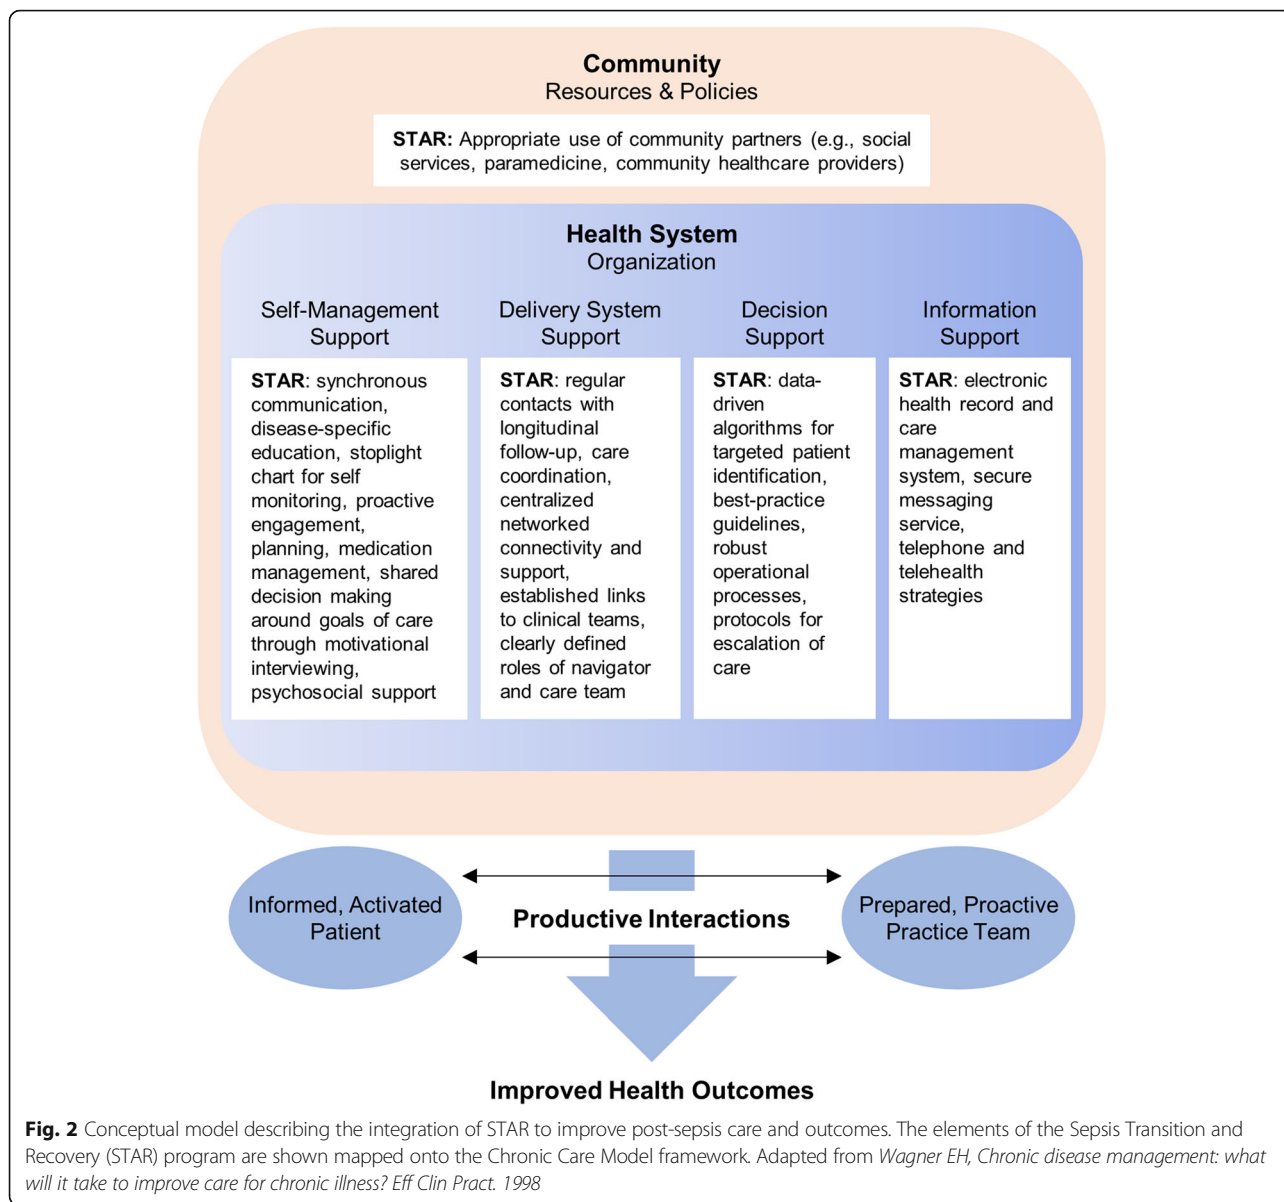 Community
Resources & Policies
STAR: Appropriate use of community partners (e.g., social
services, paramedicine, community healthcare providers)
Health System
Organization
Self-Management
Support
STAR: synchronous
communication,
disease-specific
education, stoplight
chart for self
monitoring, proactive
engagement,
planning, medication
management, shared
decision making
around goals of care
through motivational
interviewing,
psychosocial support
Delivery System
Support
STAR: regular
contacts with
longitudinal
follow-up, care
coordination,
centralized
networked
connectivity and
support,
established links
to clinical teams,
clearly defined
roles of navigator
and care team
Decision
Support
STAR: data-
driven
algorithms for
targeted patient
identification,
best-practice
guidelines,
robust
operational
processes,
protocols for
escalation of
care
Information
Support
STAR: electronic
health record and
care
management
system, secure
messaging
service,
telephone and
telehealth
strategies
Informed, Activated
Patient
Productive Interactions
Prepared, Proactive
Practice Team
Improved Health Outcomes
Fig. 2 Conceptual model describing the integration of STAR to improve post-sepsis care and outcomes. The elements of the Sepsis Transition and
Recovery (STAR) program are shown mapped onto the Chronic Care Model framework. Adapted from Wagner EH, Chronic disease management: what
will it take to improve care for chronic illness? Eff Clin Pract. 1998